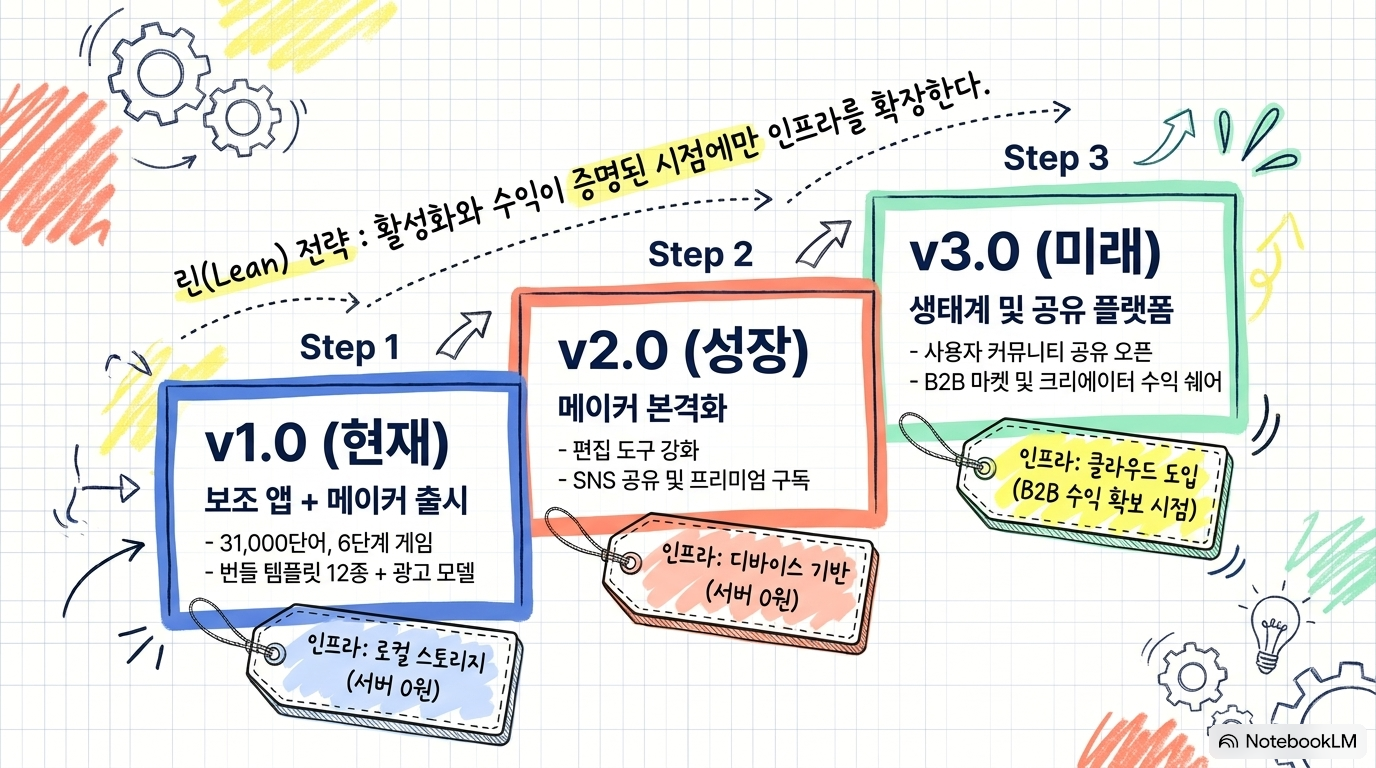 린(Lean) 전략 : 활성화와 수익이 증명된 시점에만 인프라를 확장한다.
Step 1
v1.0 (현재)
보조 앱 + 메이커 출시
- 31,000단어, 6단계 게임
- 번들 템플릿 12종 + 광고 모델
인프라: 로컬 스토리지
(서버 0원)
Step 2
v2.0 (성장)
메이커 본격화
- 편집 도구 강화
- SNS 공유 및 프리미엄 구독
인프라: 디바이스 기반
(서버 0원)
Step 3
v3.0 (미래)
생태계 및 공유 플랫폼
- 사용자 커뮤니티 공유 오픈
- B2B 마켓 및 크리에이터 수익 쉐어
인프라: 클라우드 도입
(B2B 수익 확보 시점)
NotebookLM